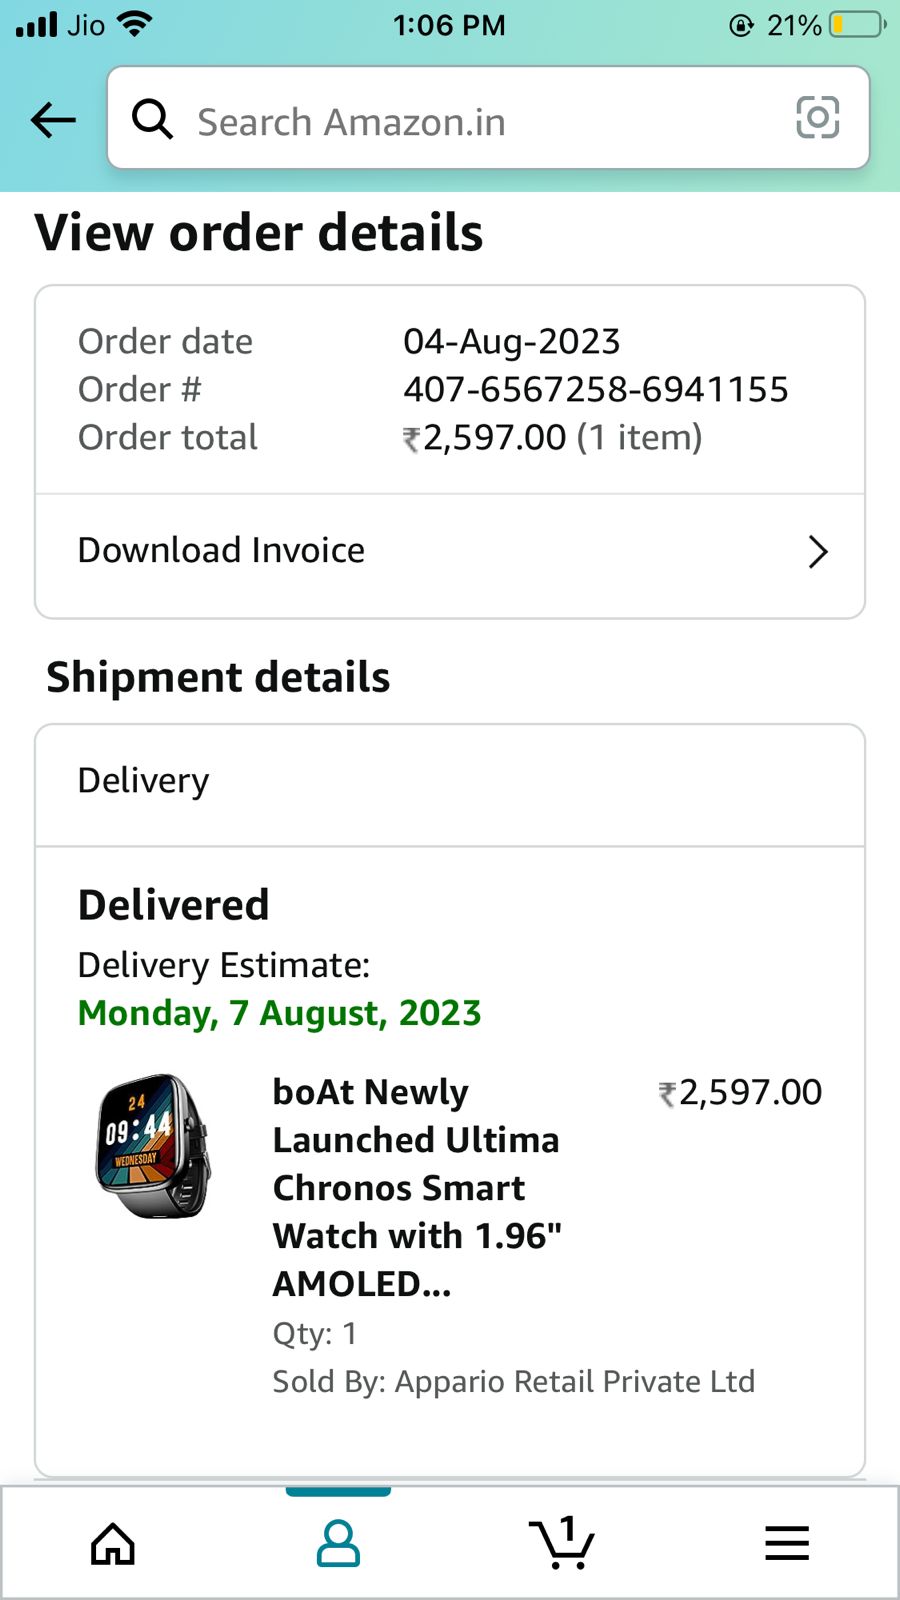 Jio 1:06 PM 21%
Search Amazon.in
View order details
Order date 04-Aug-2023
Order # 407-6567258-6941155
Order total ₹2,597.00 (1 item)
Download Invoice
Shipment details
Delivery
Delivered
Delivery Estimate:
Monday, 7 August, 2023
24
09:44
WEDNESDAY
boAt Newly ₹2,597.00
Launched Ultima
Chronos Smart
Watch with 1.96"
AMOLED...
Qty: 1
Sold By: Appario Retail Private Ltd
1